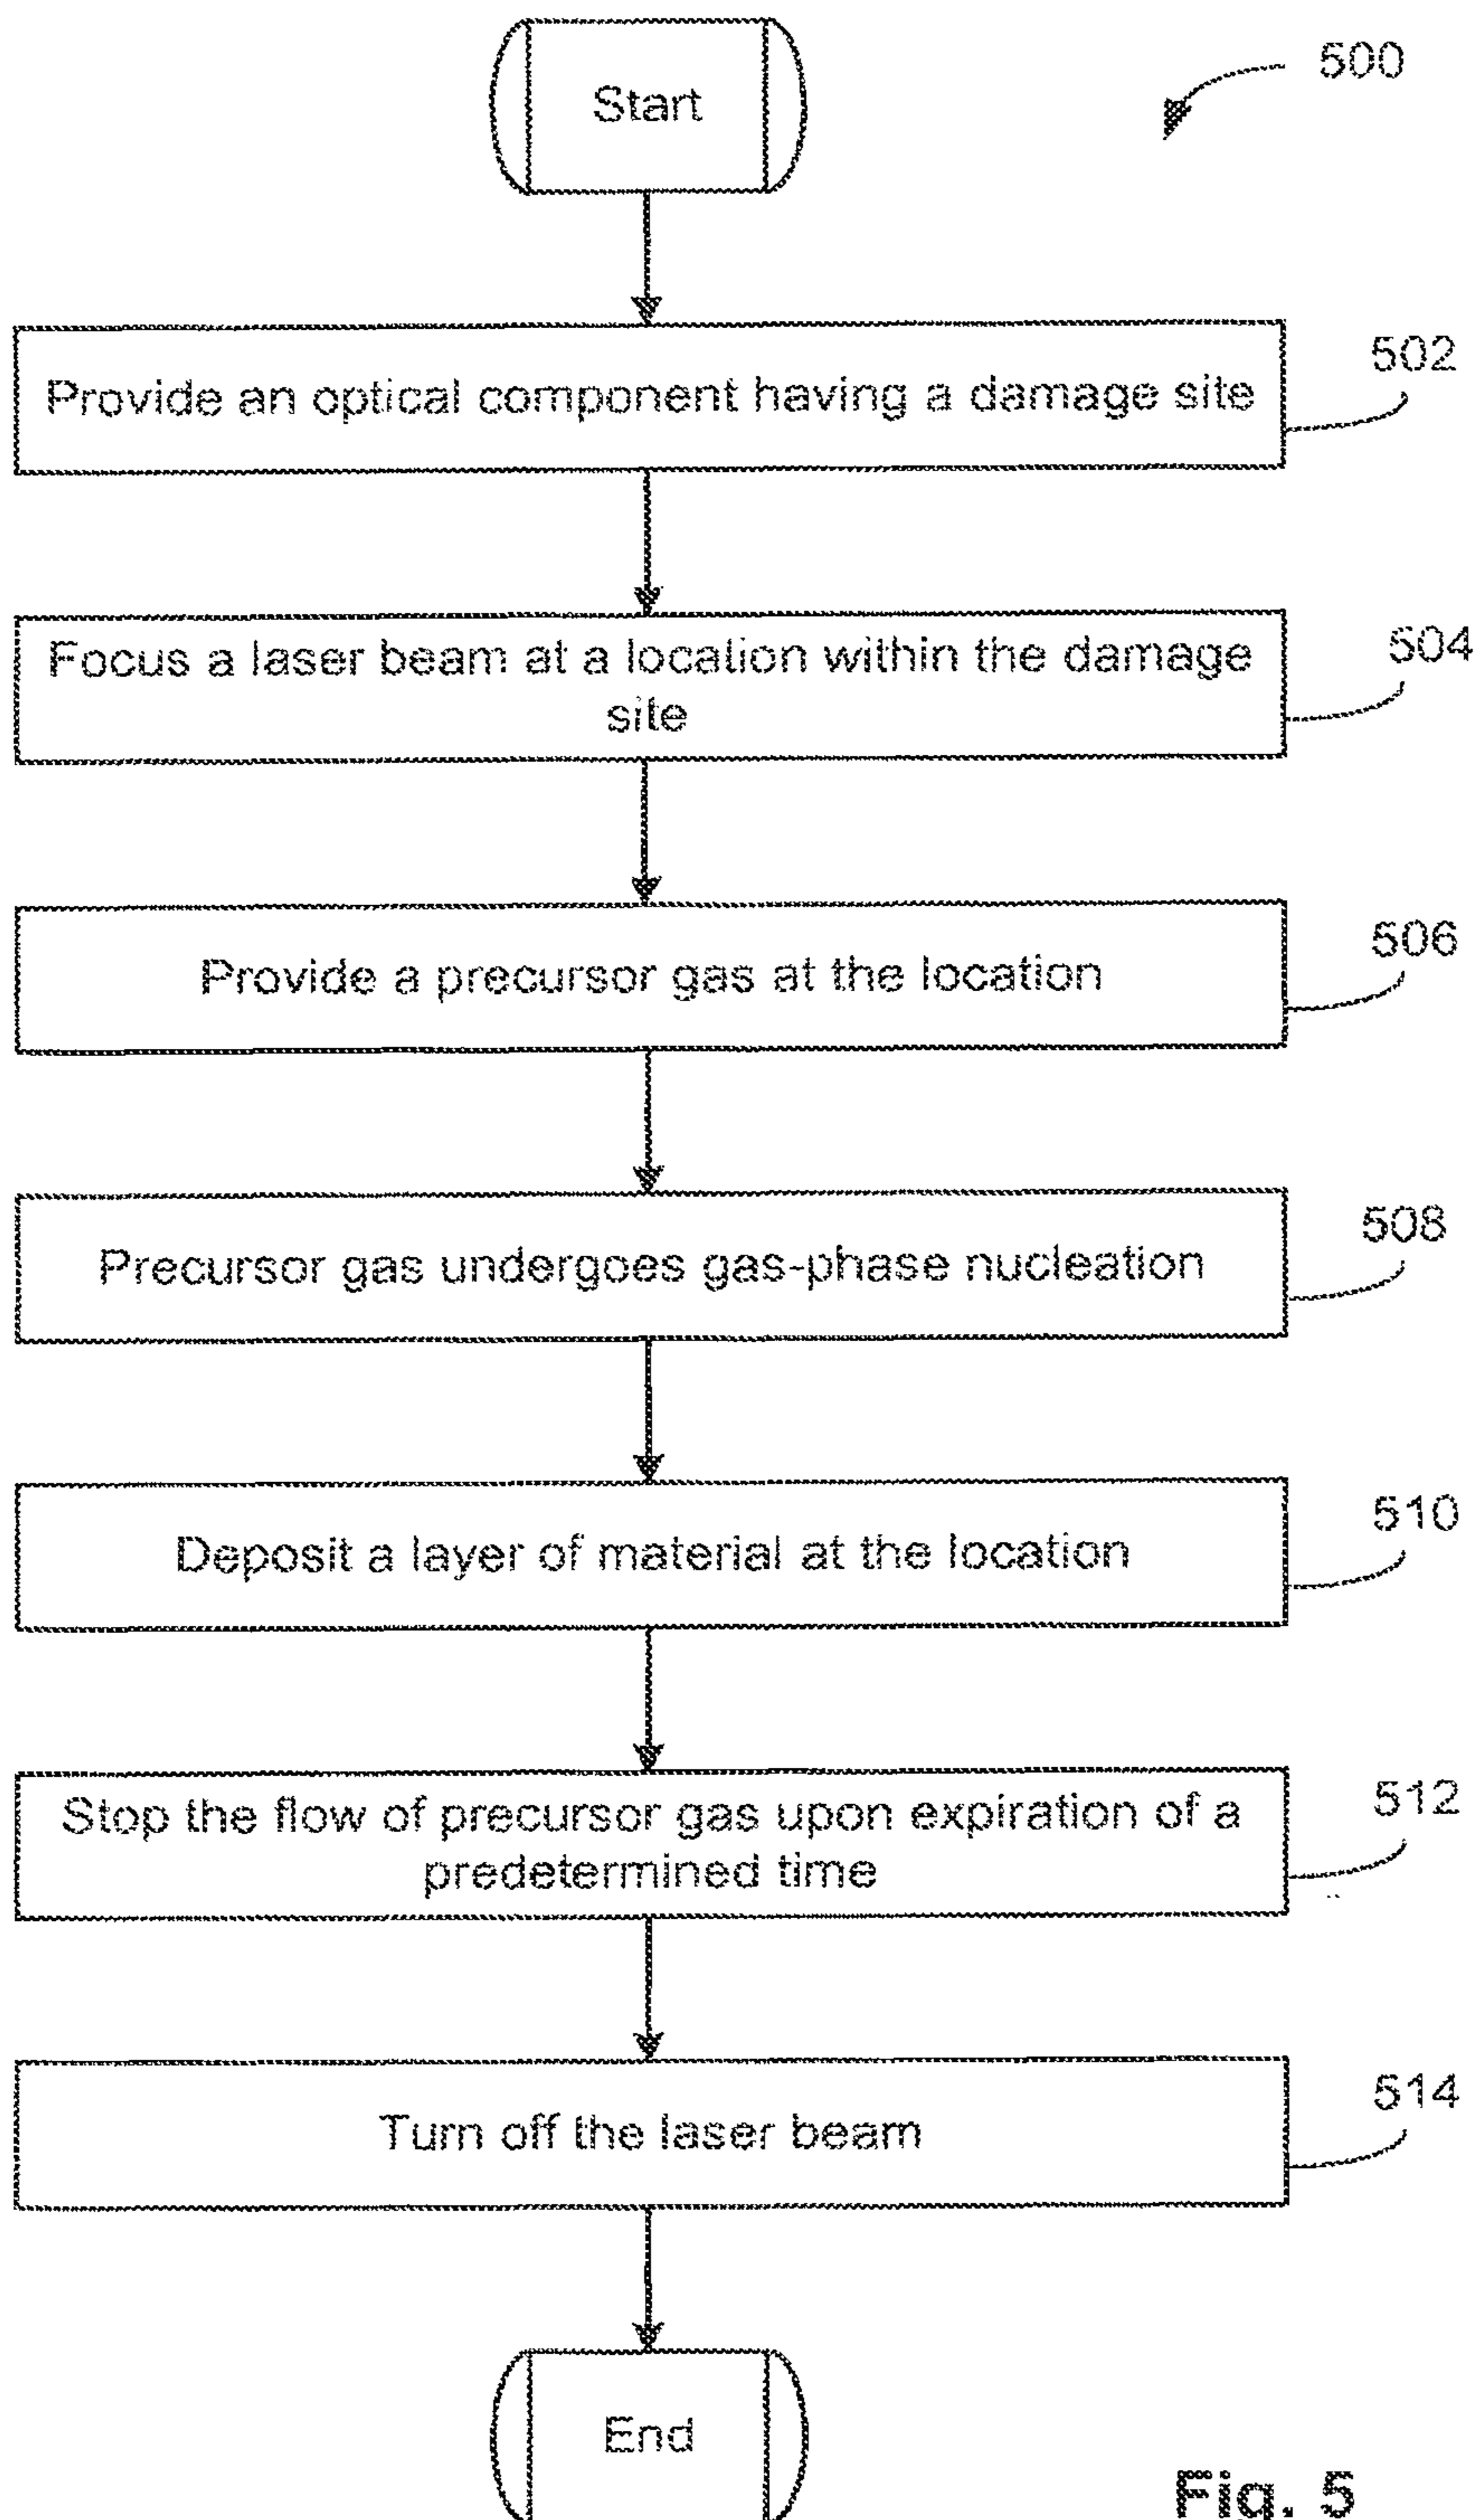 Start
500
Provide an optical component having a damage site
502
Focus a laser beam at a location within the damage
site
504
Provide a precursor gas at the location
506
Precursor gas undergoes gas-phase nucleation
508
Deposit a layer of material at the location
510
Stop the flow of precursor gas upon expiration of a
predetermined time
512
Turn off the laser beam
514
End
Fig. 5